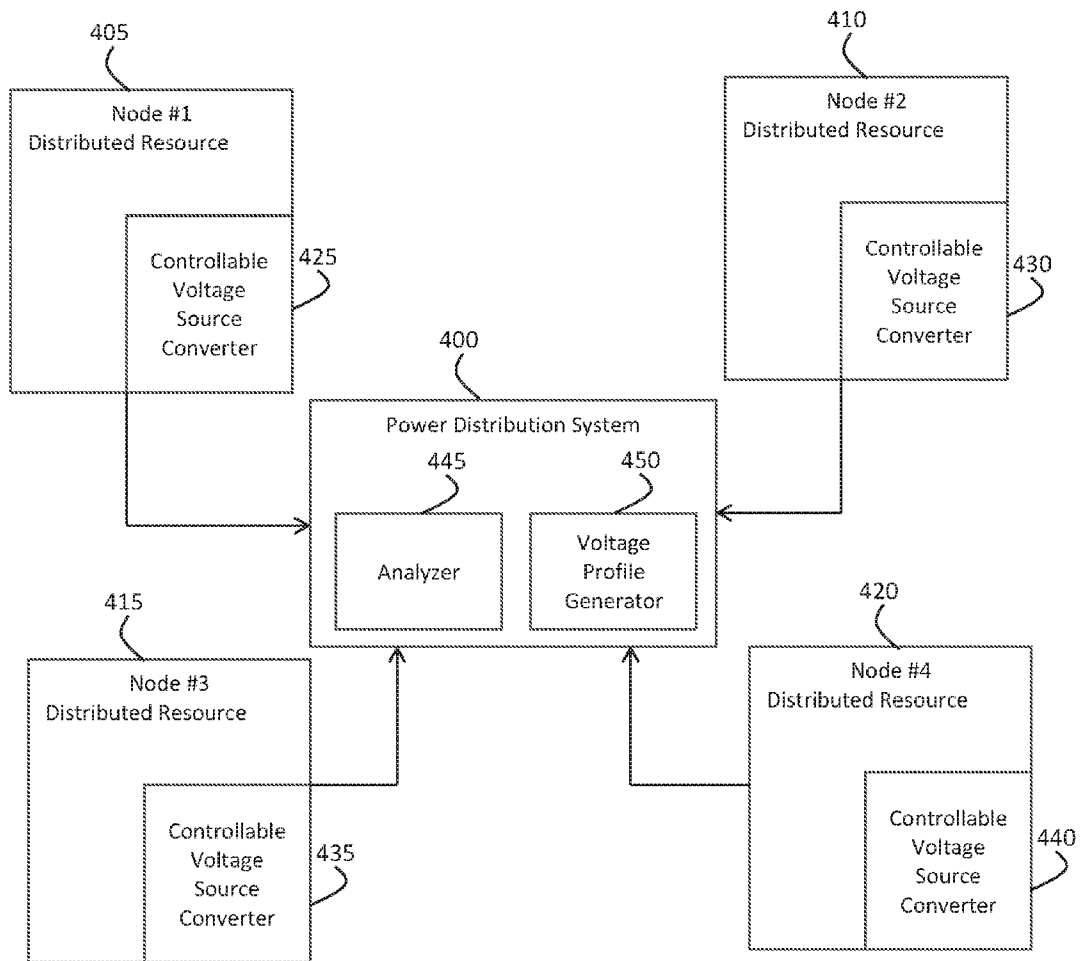 405
Node #1
Distributed Resource
Controllable
Voltage
Source
Converter
425
410
Node #2
Distributed Resource
Controllable
Voltage
Source
Converter
430
400
Power Distribution System
445
Analyzer
450
Voltage
Profile
Generator
415
Node #3
Distributed Resource
Controllable
Voltage
Source
Converter
435
420
Node #4
Distributed Resource
Controllable
Voltage
Source
Converter
440